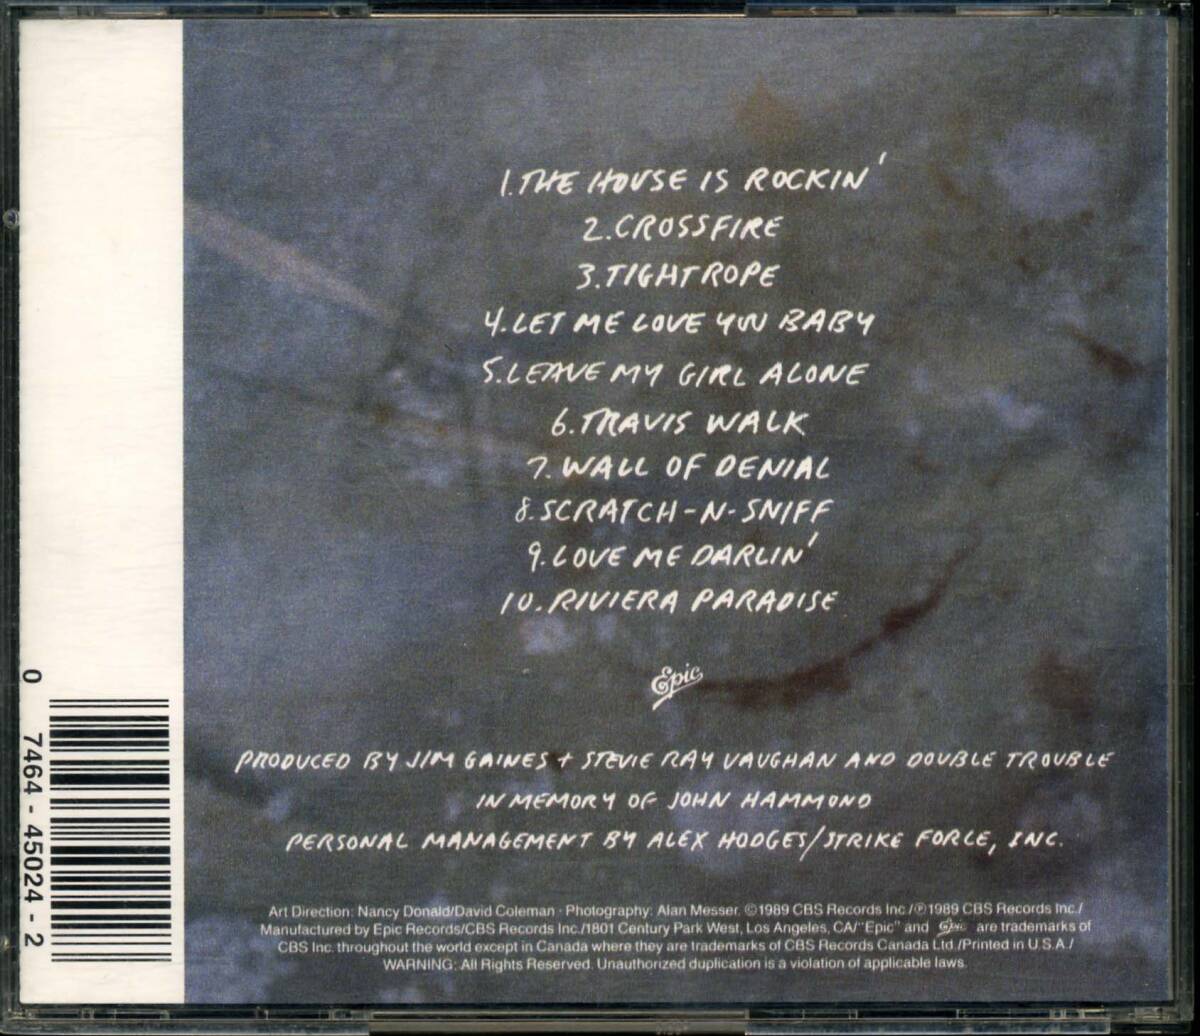 1. THE HOUSE IS ROCKIN'
2. CROSSFIRE
3. TIGHTROPE
4. LET ME LOVE YOU BABY
5. LEAVE MY GIRL ALONE
6. TRAVIS WALK
7. WALL OF DENIAL
8. SCRATCH-N-SNIFF
9. LOVE ME DARLIN'
10. RIVIERA PARADISE
Epic
PRODUCED BY JIM GAINES + STEVIE RAY VAUGHAN AND DOUBLE TROUBLE
IN MEMORY OF JOHN HAMMOND
PERSONAL MANAGEMENT BY ALEX HODGES/STRIKE FORCE, INC.
Art Direction: Nancy Donald/David Coleman · Photography: Alan Messer. ©1989 CBS Records Inc./℗1989 CBS Records Inc./
Manufactured by Epic Records/CBS Records Inc./1801 Century Park West, Los Angeles, CA/"Epic" and Epic are trademarks of
CBS Inc. throughout the world except in Canada where they are trademarks of CBS Records Canada Ltd./Printed in U.S.A./
WARNING: All Rights Reserved. Unauthorized duplication is a violation of applicable laws.
0 7464-45024-2